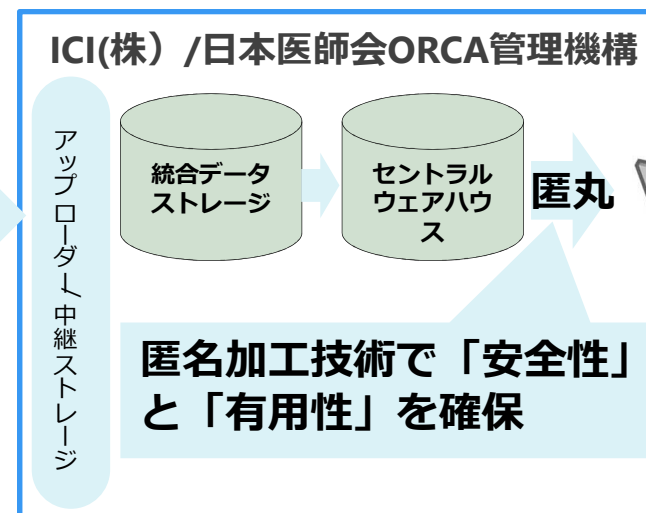 ICI(株）/日本医師会ORCA管理機構
アップローダー/中継ストレージ
統合データ
ストレージ
セントラル
ウェアハウ
ス
匿丸
匿名加工技術で「安全性」
と「有用性」を確保